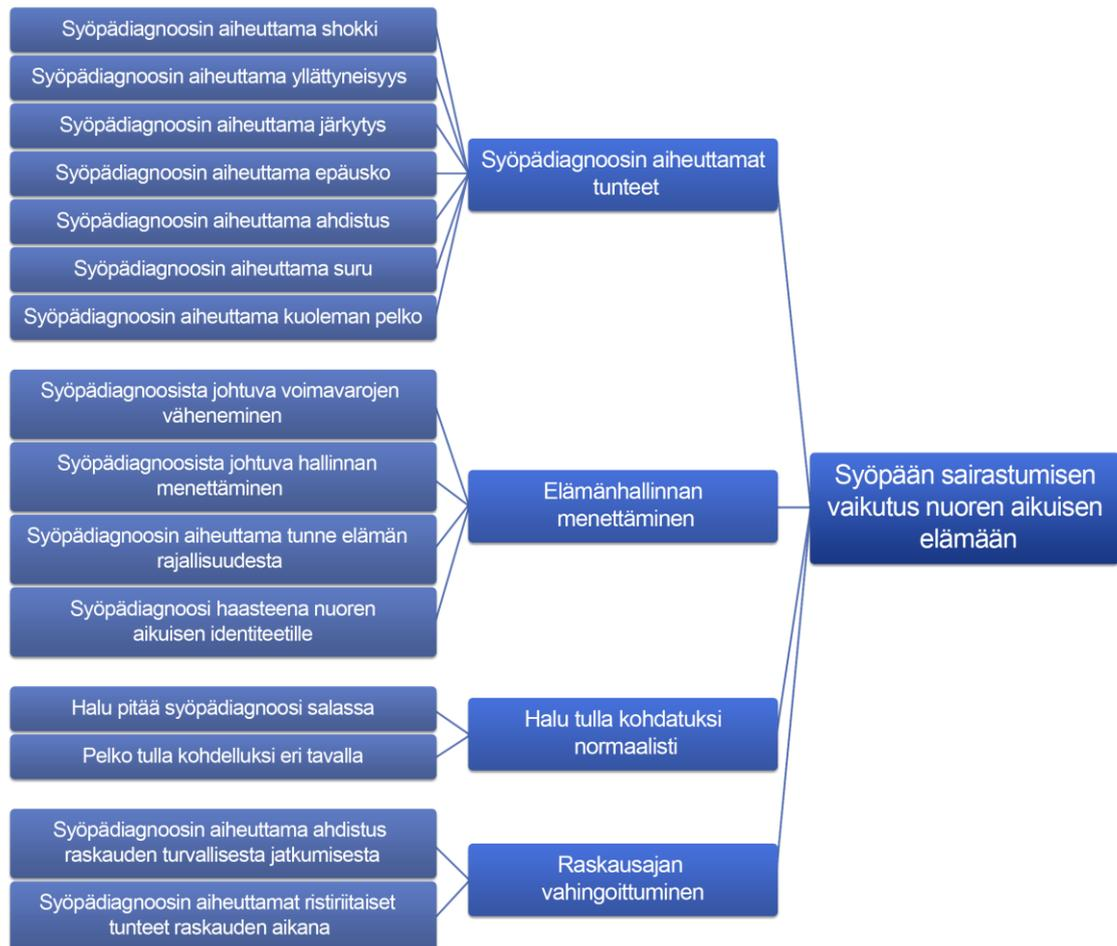 Syöpädiagnoosin aiheuttama shokki
Syöpädiagnoosin aiheuttama yllättyneisyys
Syöpädiagnoosin aiheuttama järkytys
Syöpädiagnoosin aiheuttama epäusko
Syöpädiagnoosin aiheuttama ahdistus
Syöpädiagnoosin aiheuttama suru
Syöpädiagnoosin aiheuttama kuoleman pelko
Syöpädiagnoosin aiheuttamat
tunteet
Syöpädiagnoosista johtuva voimavarojen
väheneminen
Syöpädiagnoosista johtuva hallinnan
menettäminen
Syöpädiagnoosin aiheuttama tunne elämän
rajallisuudesta
Syöpädiagnoosi haasteena nuoren
aikuisen identiteetille
Elämänhallinnan
menettäminen
Halu pitää syöpädiagnoosi salassa
Pelko tulla kohdelluksi eri tavalla
Halu tulla kohdatuksi
normaalisti
Syöpädiagnoosin aiheuttama ahdistus
raskauden turvallisesta jatkumisesta
Syöpädiagnoosin aiheuttamat ristiriitaiset
tunteet raskauden aikana
Raskausajan
vahingoittuminen
Syöpään sairastumisen
vaikutus nuoren aikuisen
elämään